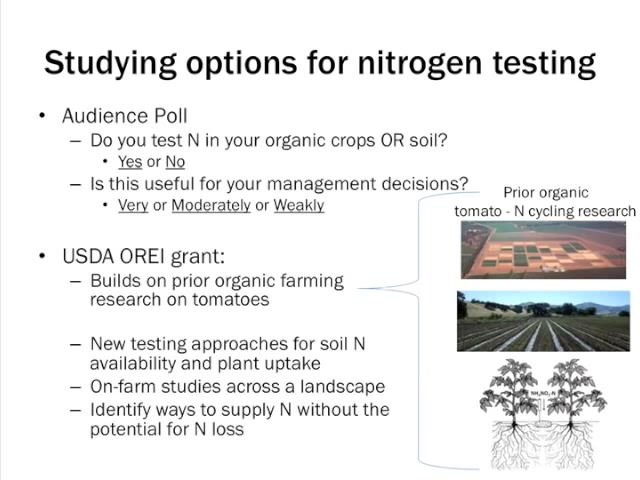 Studying options for nitrogen testing
• Audience Poll
– Do you test N in your organic crops OR soil?
• Yes or No
– Is this useful for your management decisions?
• Very or Moderately or Weakly
Prior organic
tomato - N cycling research
• USDA OREI grant:
– Builds on prior organic farming
research on tomatoes
– New testing approaches for soil N
availability and plant uptake
– On-farm studies across a landscape
– Identify ways to supply N without the
potential for N loss